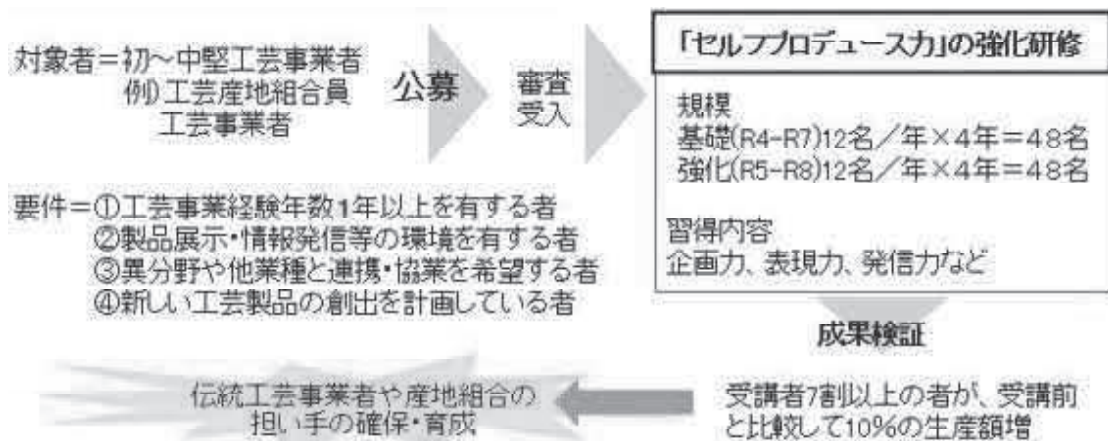 対象者=初～中堅工芸事業者
例)工芸産地組合員
工芸事業者
公募
審査
受入
「セルフプロデュース力」の強化研修
規模
基礎(R4-R7)12名/年×4年=48名
強化(R5-R8)12名/年×4年=48名
習得内容
企画力、表現力、発信力など
要件=①工芸事業経験年数1年以上を有する者
②製品展示・情報発信等の環境を有する者
③異分野や他業種と連携・協業を希望する者
④新しい工芸製品の創出を計画している者
成果検証
受講者7割以上の者が、受講前
と比較して10%の生産額増
伝統工芸事業者や産地組合の
担い手の確保・育成